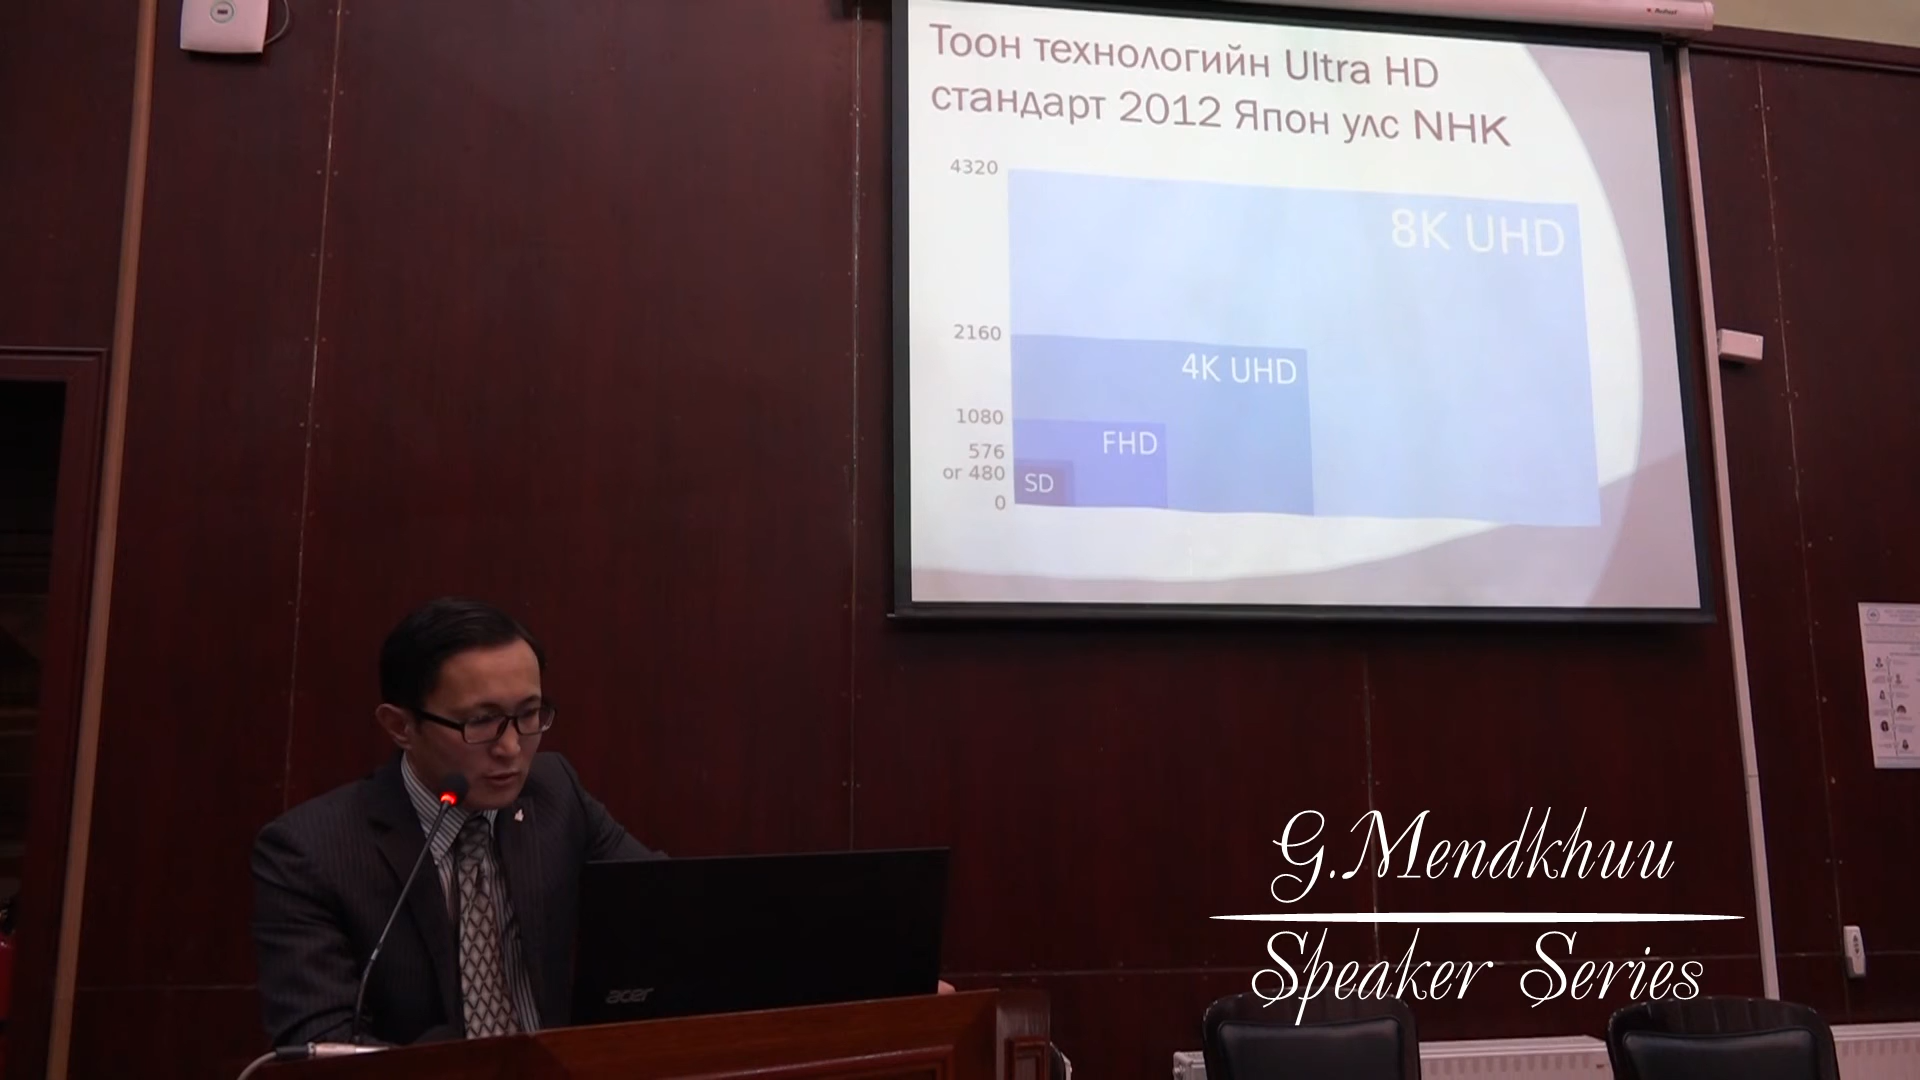 Тоон технологийн Ultra HD
стандарт 2012 Япон улс NHK
4320
8K UHD
2160
4K UHD
1080
FHD
576
or 480
SD
0
acer
G.Mendkhuu
Speaker Series